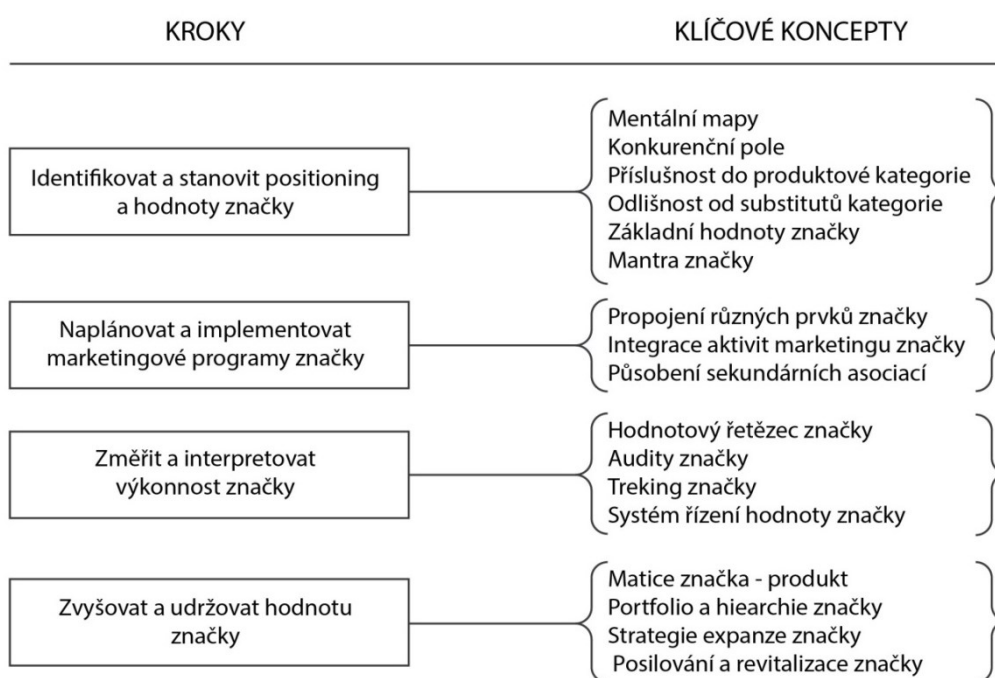 KROKY
KLÍČOVÉ KONCEPTY
Identifikovat a stanovit positioning
a hodnoty značky
Mentální mapy
Konkurenční pole
Příslušnost do produktové kategorie
Odlišnost od substitutů kategorie
Základní hodnoty značky
Mantra značky
Naplánovat a implementovat
marketingové programy značky
Propojení různých prvků značky
Integrace aktivit marketingu značky
Působení sekundárních asociací
Změřit a interpretovat
výkonnost značky
Hodnotový řetězec značky
Audity značky
Treking značky
Systém řízení hodnoty značky
Zvyšovat a udržovat hodnotu
značky
Matice značka - produkt
Portfolio a hiearchie značky
Strategie expanze značky
Posilování a revitalizace značky